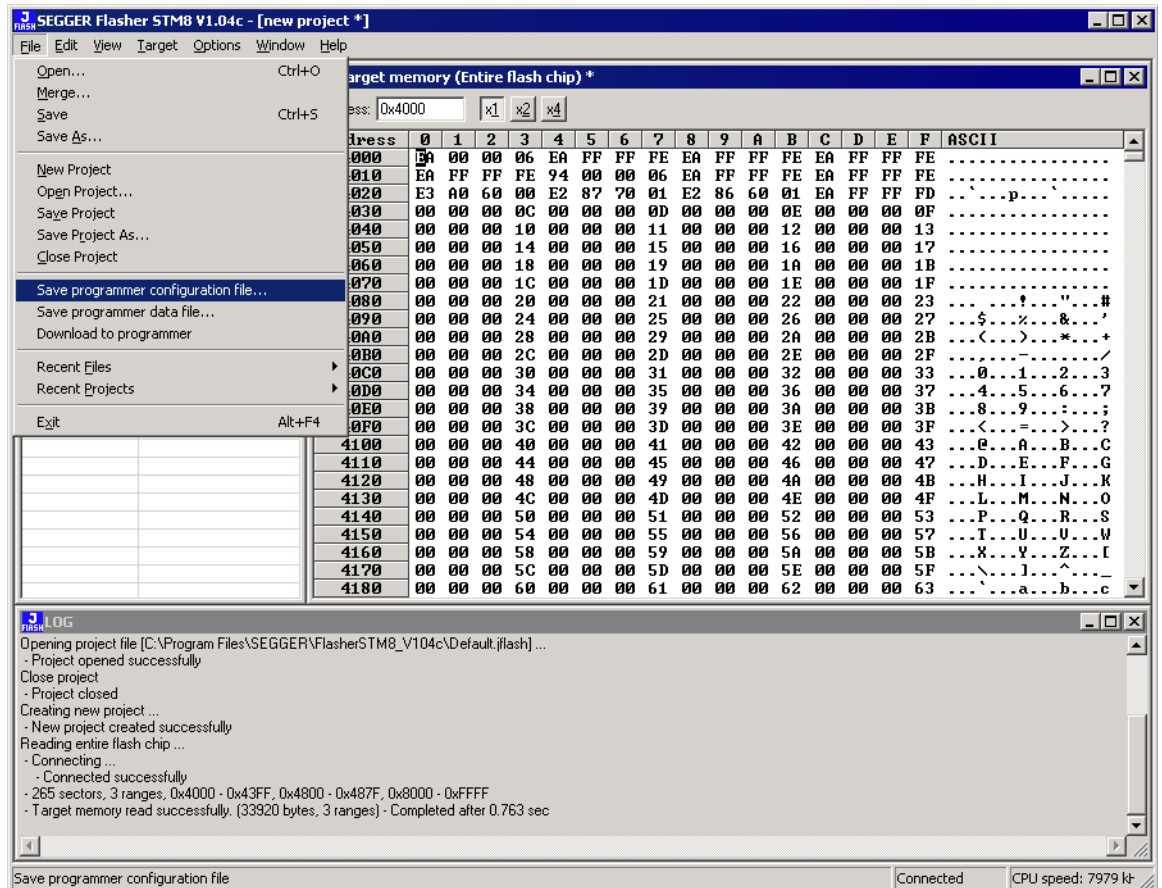 SEGGER Flasher STM8 V1.04c - [new project *]
File Edit View Target Options Window Help
Open... Ctrl+O
Merge...
Save Ctrl+S
Save As...
New Project
Open Project...
Save Project
Save Project As...
Close Project
Save programmer configuration file...
Save programmer data file...
Download to programmer
Recent Files
Recent Projects
Exit Alt+F4
arget memory (Entire flash chip) *
ess: 0x4000 x1 x2 x4
dress 0 1 2 3 4 5 6 7 8 9 A B C D E F ASCII
000 EA 00 00 06 EA FF FF FE EA FF FF FE EA FF FF FE ................
010 EA FF FF FE 94 00 00 06 EA FF FF FE EA FF FF FE ................
020 E3 A0 60 00 E2 87 70 01 E2 86 60 01 EA FF FF FD ..`...p...`.....
030 00 00 00 0C 00 00 00 0D 00 00 00 0E 00 00 00 0F ................
040 00 00 00 10 00 00 00 11 00 00 00 12 00 00 00 13 ................
050 00 00 00 14 00 00 00 15 00 00 00 16 00 00 00 17 ................
060 00 00 00 18 00 00 00 19 00 00 00 1A 00 00 00 1B ................
070 00 00 00 1C 00 00 00 1D 00 00 00 1E 00 00 00 1F ................
080 00 00 00 20 00 00 00 21 00 00 00 22 00 00 00 23 ... ...!..."...#
090 00 00 00 24 00 00 00 25 00 00 00 26 00 00 00 27 ...$...%...&...'
0A0 00 00 00 28 00 00 00 29 00 00 00 2A 00 00 00 2B ...(...)...*...+
0B0 00 00 00 2C 00 00 00 2D 00 00 00 2E 00 00 00 2F ...,...-......./
0C0 00 00 00 30 00 00 00 31 00 00 00 32 00 00 00 33 ...0...1...2...3
0D0 00 00 00 34 00 00 00 35 00 00 00 36 00 00 00 37 ...4...5...6...7
0E0 00 00 00 38 00 00 00 39 00 00 00 3A 00 00 00 3B ...8...9...:...;
0F0 00 00 00 3C 00 00 00 3D 00 00 00 3E 00 00 00 3F ...<...=...>...?
4100 00 00 00 40 00 00 00 41 00 00 00 42 00 00 00 43 ...@...A...B...C
4110 00 00 00 44 00 00 00 45 00 00 00 46 00 00 00 47 ...D...E...F...G
4120 00 00 00 48 00 00 00 49 00 00 00 4A 00 00 00 4B ...H...I...J...K
4130 00 00 00 4C 00 00 00 4D 00 00 00 4E 00 00 00 4F ...L...M...N...O
4140 00 00 00 50 00 00 00 51 00 00 00 52 00 00 00 53 ...P...Q...R...S
4150 00 00 00 54 00 00 00 55 00 00 00 56 00 00 00 57 ...T...U...V...W
4160 00 00 00 58 00 00 00 59 00 00 00 5A 00 00 00 5B ...X...Y...Z...[
4170 00 00 00 5C 00 00 00 5D 00 00 00 5E 00 00 00 5F ...\...]...^..._
4180 00 00 00 60 00 00 00 61 00 00 00 62 00 00 00 63 ...`...a...b...c
LOG
Opening project file [C:\Program Files\SEGGER\FlasherSTM8_V104c\Default.jflash] ...
- Project opened successfully
Close project
- Project closed
Creating new project ...
- New project created successfully
Reading entire flash chip ...
- Connecting ...
- Connected successfully
- 265 sectors, 3 ranges, 0x4000 - 0x43FF, 0x4800 - 0x487F, 0x8000 - 0xFFFF
- Target memory read successfully. (33920 bytes, 3 ranges) - Completed after 0.763 sec
Save programmer configuration file Connected CPU speed: 7979 kH